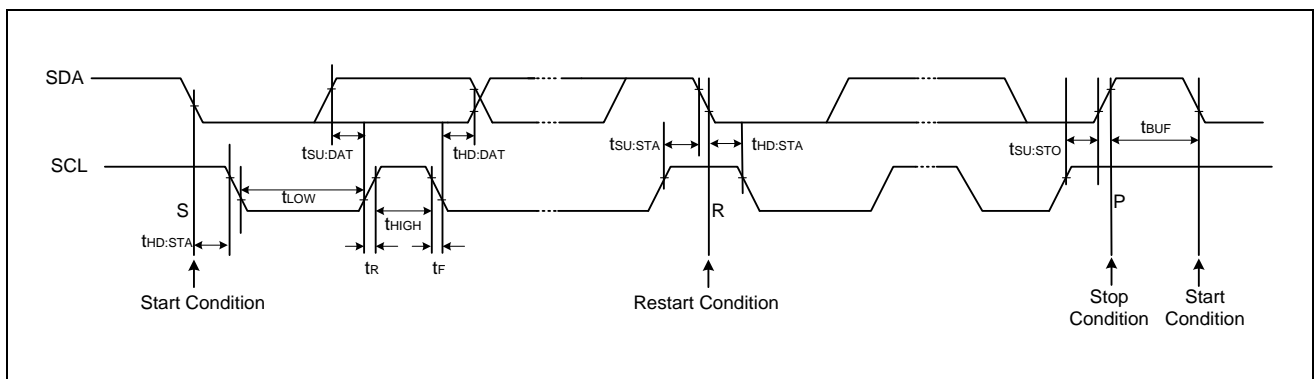 SDA
tSU:DAT
tHD:DAT
tSU:STA
tHD:STA
tSU:STO
tBUF
SCL
tLOW
S
tHIGH
R
P
tHD:STA
tR
tF
Start Condition
Restart Condition
Stop
Condition
Start
Condition